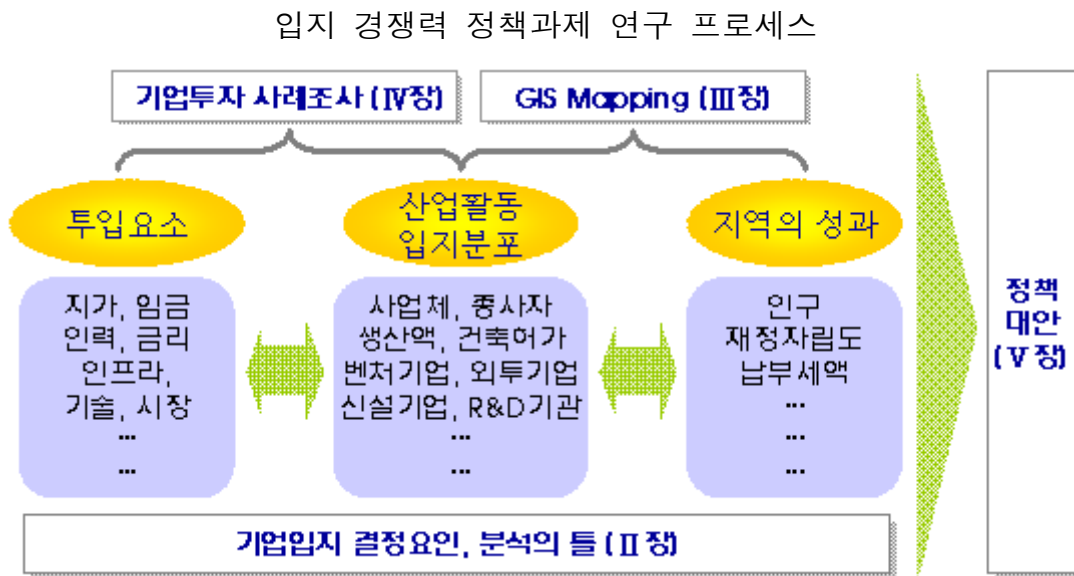 입지 경쟁력 정책과제 연구 프로세스
기업투자 사례조사 (Ⅳ장)
GIS Mapping (Ⅲ장)
투입요소
산업활동
입지분포
지역의 성과
지가, 임금
인력, 금리
인프라,
기술, 시장
...
...
사업체, 종사자
생산액, 건축허가
벤처기업, 외투기업
신설기업, R&D기관
...
...
인구
재정자립도
납부세액
...
...
...
정책
대안
(Ⅴ장)
기업입지 결정요인, 분석의 틀 (Ⅱ장)